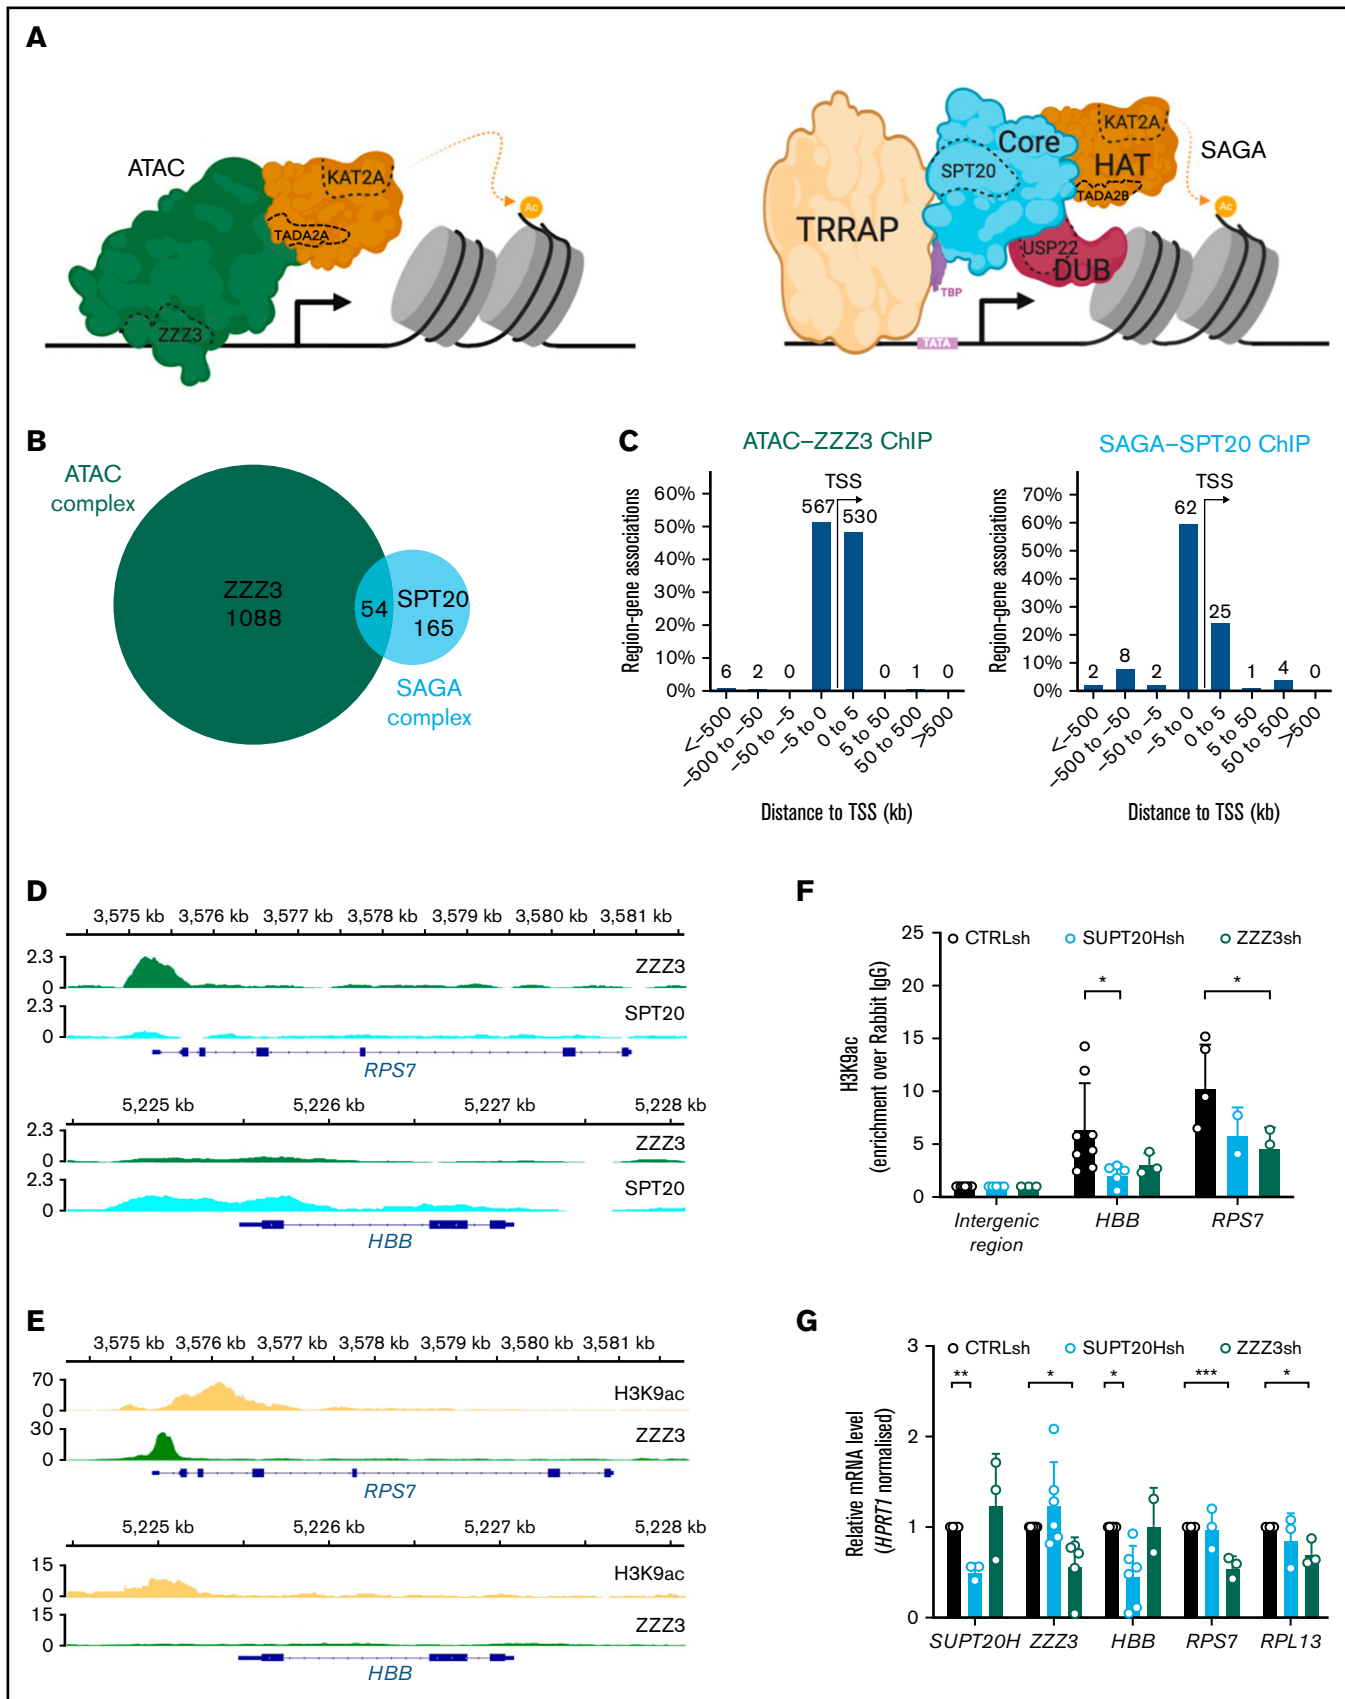 A
ATAC
KAT2A
TADA2A
ZZZ3
Ac
TRRAP
SPT20
Core
KAT2A
HAT
TADA2B
USP22
DUB
TBP
TATA
SAGA
Ac
B
ATAC
complex
ZZZ3
1088
54
SPT20
165
SAGA
complex
C
ATAC–ZZZ3 ChIP
Region-gene associations
60%
50%
40%
30%
20%
10%
0%
TSS
6
2
0
567
530
0
1
0
<–500
–500 to –50
–50 to –5
–5 to 0
0 to 5
5 to 50
50 to 500
>500
Distance to TSS (kb)
SAGA–SPT20 ChIP
Region-gene associations
70%
60%
50%
40%
30%
20%
10%
0%
TSS
2
8
2
62
25
1
4
0
<–500
–500 to –50
–50 to –5
–5 to 0
0 to 5
5 to 50
50 to 500
>500
Distance to TSS (kb)
D
3,575 kb 3,576 kb 3,577 kb 3,578 kb 3,579 kb 3,580 kb 3,581 kb
2.3
0
ZZZ3
2.3
0
SPT20
RPS7
5,225 kb 5,226 kb 5,227 kb 5,228 kb
2.3
0
ZZZ3
2.3
0
SPT20
HBB
E
3,575 kb 3,576 kb 3,577 kb 3,578 kb 3,579 kb 3,580 kb 3,581 kb
70
0
H3K9ac
30
0
ZZZ3
RPS7
5,225 kb 5,226 kb 5,227 kb 5,228 kb
15
0
H3K9ac
15
0
ZZZ3
HBB
F
H3K9ac
(enrichment over Rabbit IgG)
25
20
15
10
5
0
CTRLsh SUPT20Hsh ZZZ3sh
* *
Intergenic
region
HBB
RPS7
G
Relative mRNA level
(HPRT1 normalised)
3
2
1
0
CTRLsh SUPT20Hsh ZZZ3sh
** * * *** *
SUPT20H ZZZ3 HBB RPS7 RPL13